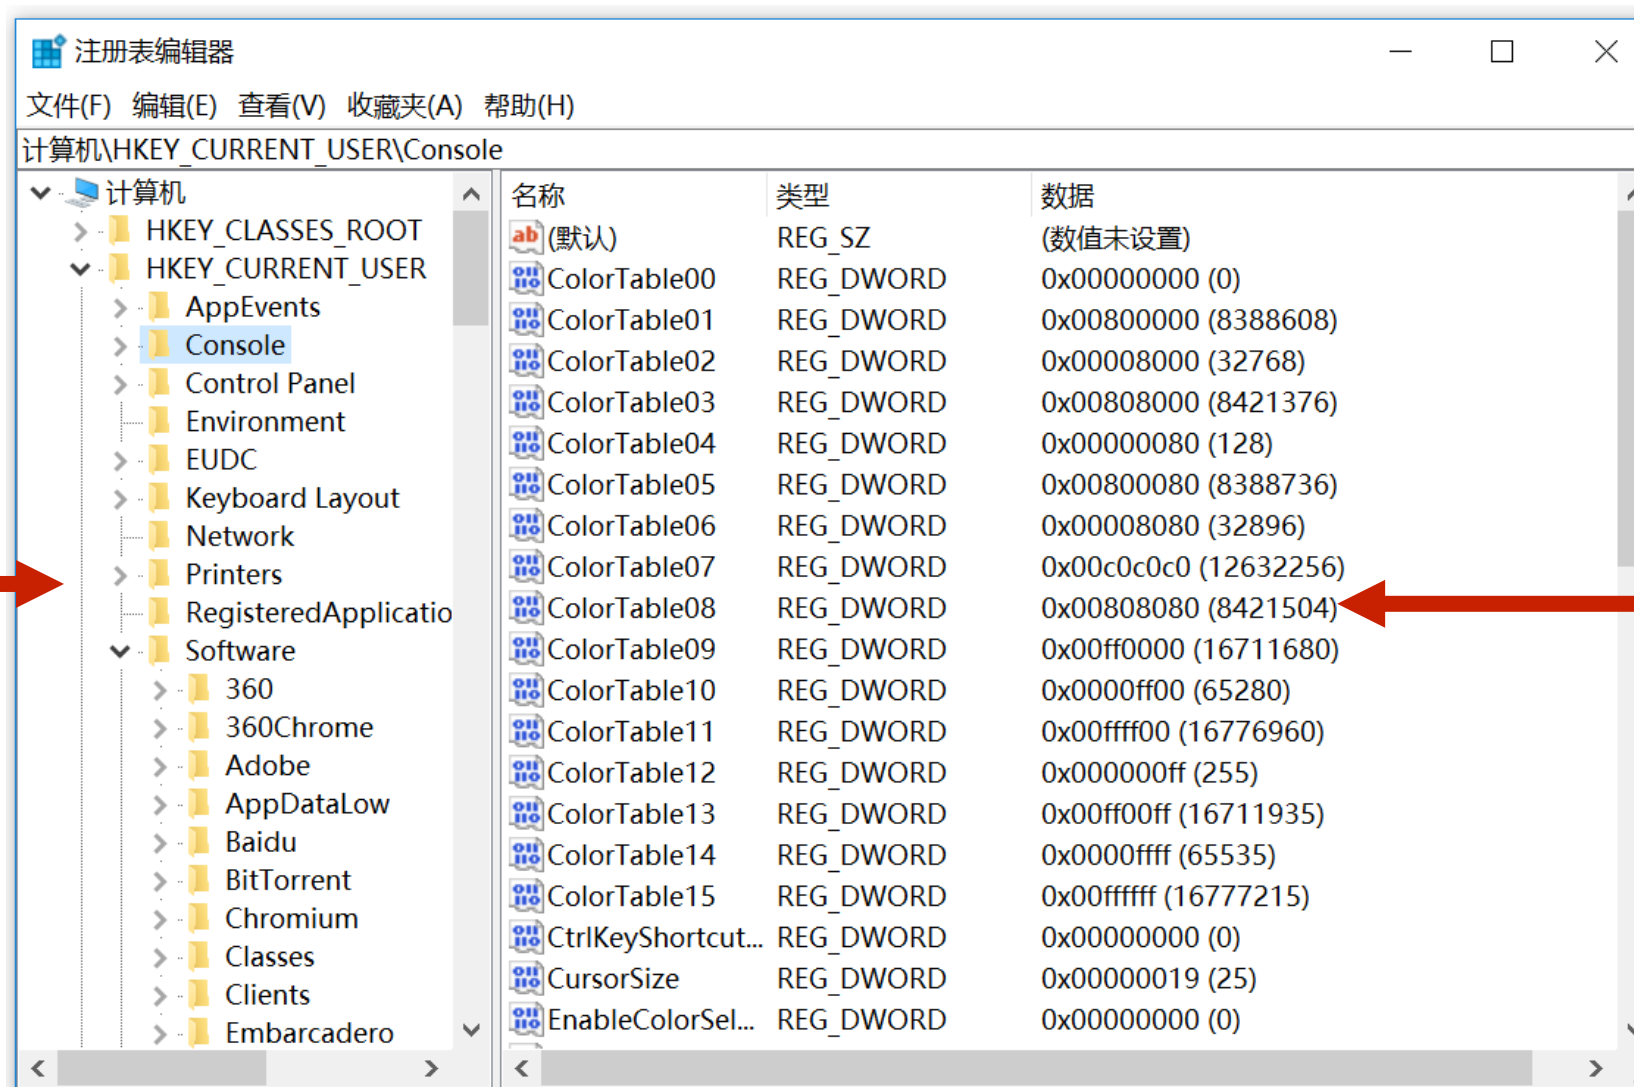 注册表编辑器
文件(F) 编辑(E) 查看(V) 收藏夹(A) 帮助(H)
计算机\HKEY_CURRENT_USER\Console
计算机
HKEY_CLASSES_ROOT
HKEY_CURRENT_USER
AppEvents
Console
Control Panel
Environment
EUDC
Keyboard Layout
Network
Printers
RegisteredApplicatio
Software
360
360Chrome
Adobe
AppDataLow
Baidu
BitTorrent
Chromium
Classes
Clients
Embarcadero
名称 类型 数据
(默认) REG_SZ (数值未设置)
ColorTable00 REG_DWORD 0x00000000 (0)
ColorTable01 REG_DWORD 0x00800000 (8388608)
ColorTable02 REG_DWORD 0x00008000 (32768)
ColorTable03 REG_DWORD 0x00808000 (8421376)
ColorTable04 REG_DWORD 0x00000080 (128)
ColorTable05 REG_DWORD 0x00800080 (8388736)
ColorTable06 REG_DWORD 0x00008080 (32896)
ColorTable07 REG_DWORD 0x00c0c0c0 (12632256)
ColorTable08 REG_DWORD 0x00808080 (8421504)
ColorTable09 REG_DWORD 0x00ff0000 (16711680)
ColorTable10 REG_DWORD 0x0000ff00 (65280)
ColorTable11 REG_DWORD 0x00ffff00 (16776960)
ColorTable12 REG_DWORD 0x000000ff (255)
ColorTable13 REG_DWORD 0x00ff00ff (16711935)
ColorTable14 REG_DWORD 0x0000ffff (65535)
ColorTable15 REG_DWORD 0x00ffffff (16777215)
CtrlKeyShortcut... REG_DWORD 0x00000000 (0)
CursorSize REG_DWORD 0x00000019 (25)
EnableColorSel... REG_DWORD 0x00000000 (0)